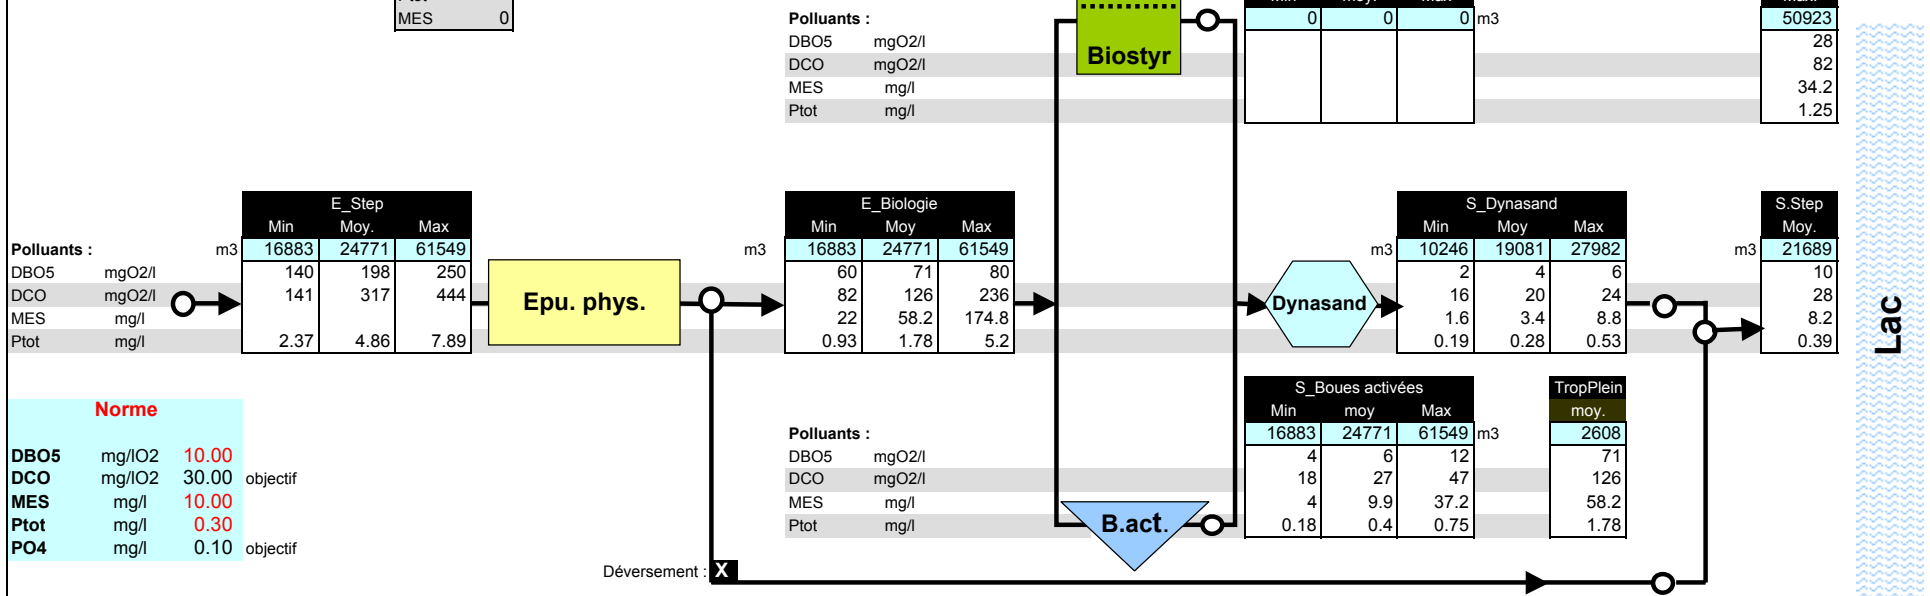 MES 0
Polluants :
DBO5 mgO2/l
DCO mgO2/l
MES mg/l
Ptot mg/l
Biostyr
0 0 0 m3
50923
28
82
34.2
1.25
E_Step
Min Moy. Max
Polluants : m3 16883 24771 61549
DBO5 mgO2/l 140 198 250
DCO mgO2/l 141 317 444
MES mg/l
Ptot mg/l 2.37 4.86 7.89
Epu. phys.
E_Biologie
Min Moy Max
m3 16883 24771 61549
60 71 80
82 126 236
22 58.2 174.8
0.93 1.78 5.2
Dynasand
S_Dynasand
Min Moy Max
m3 10246 19081 27982
2 4 6
16 20 24
1.6 3.4 8.8
0.19 0.28 0.53
S.Step
Moy.
m3 21689
10
28
8.2
0.39
Lac
Norme
DBO5 mg/lO2 10.00
DCO mg/lO2 30.00 objectif
MES mg/l 10.00
Ptot mg/l 0.30
PO4 mg/l 0.10 objectif
Polluants :
DBO5 mgO2/l
DCO mgO2/l
MES mg/l
Ptot mg/l
B.act.
S_Boues activées
Min moy Max
16883 24771 61549 m3
4 6 12
18 27 47
4 9.9 37.2
0.18 0.4 0.75
TropPlein
moy.
2608
71
126
58.2
1.78
Déversement : X